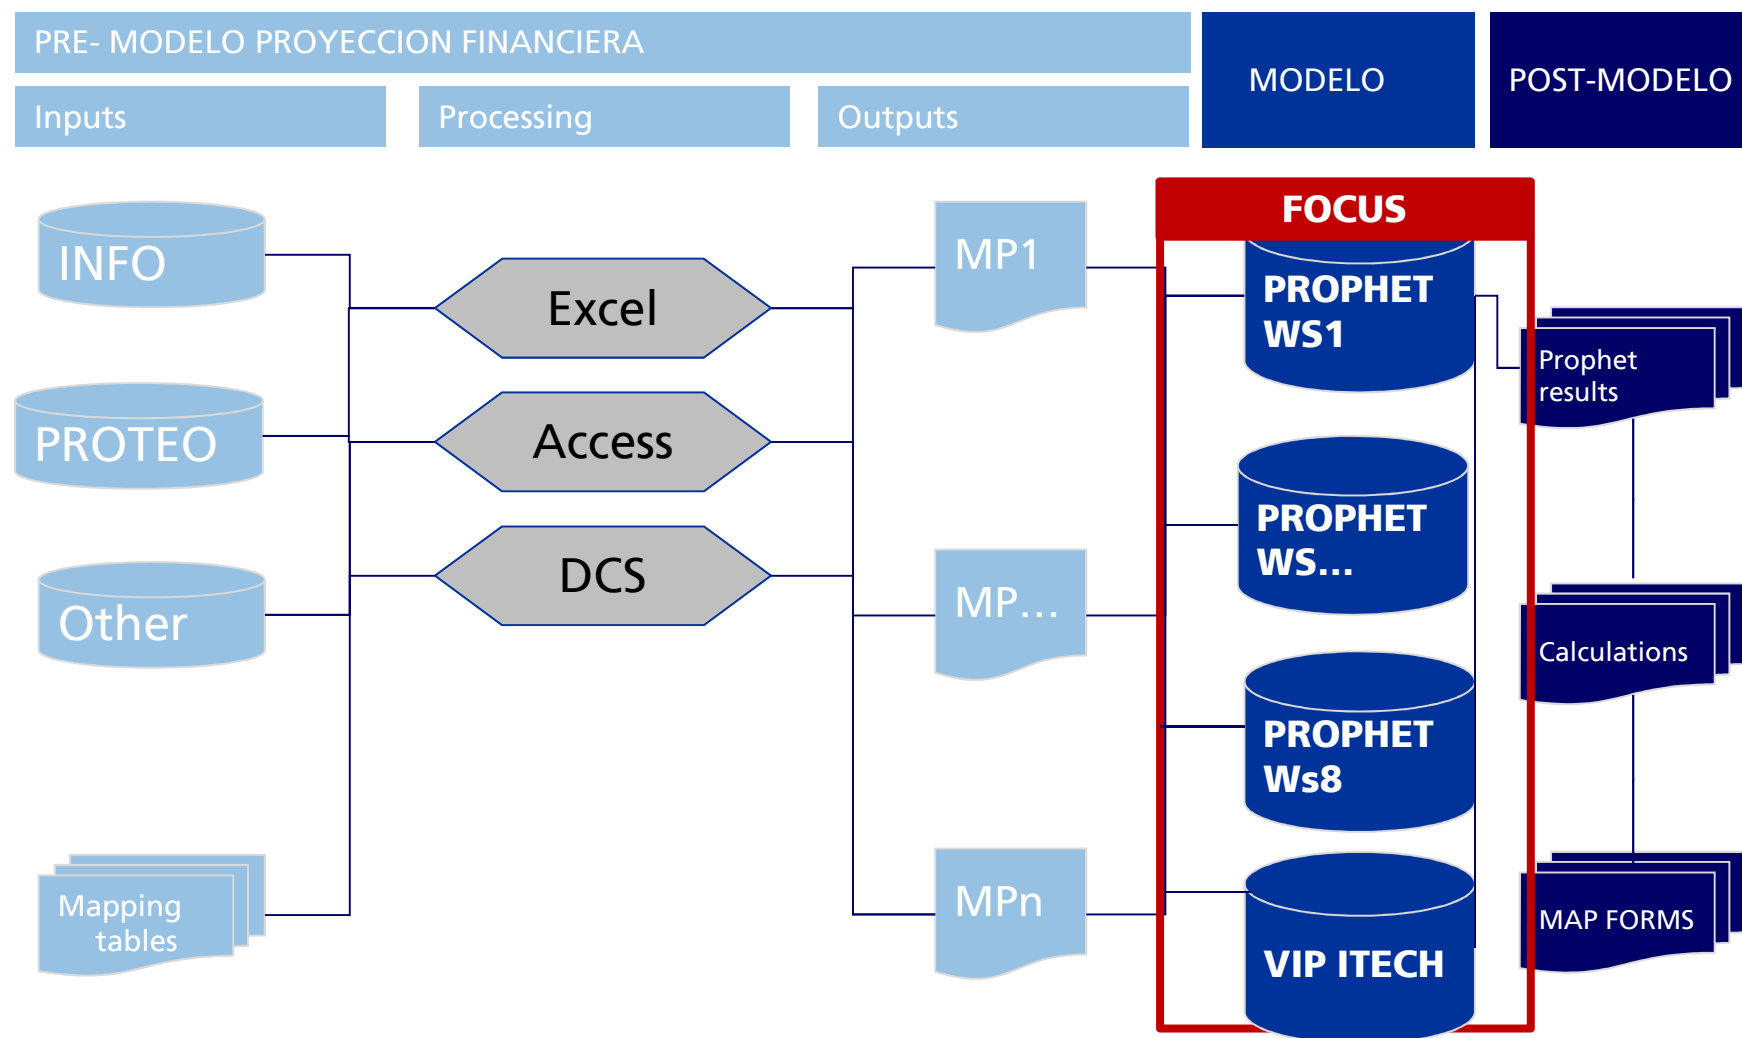 PRE- MODELO PROYECCION FINANCIERA
MODELO
POST-MODELO
Inputs
Processing
Outputs
FOCUS
INFO
PROTEO
Other
Mapping
tables
Excel
Access
DCS
MP1
MP...
MPn
PROPHET
WS1
PROPHET
WS...
PROPHET
Ws8
VIP ITECH
Prophet
results
Calculations
MAP FORMS